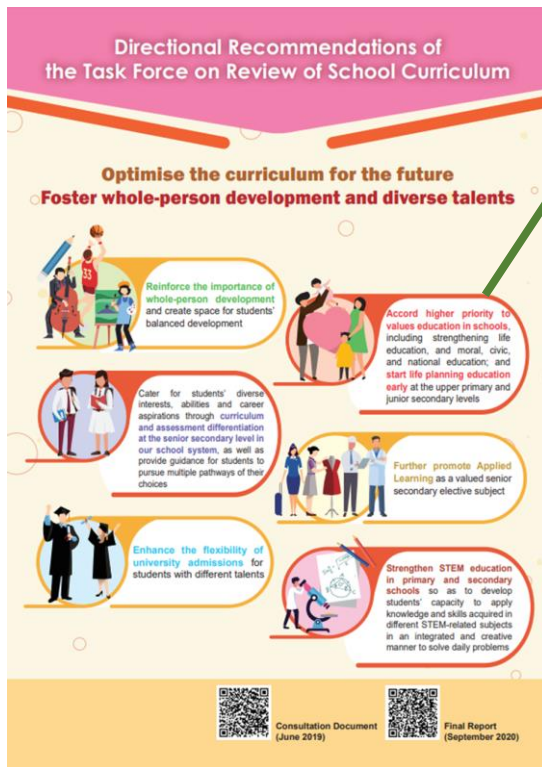 Directional Recommendations of
the Task Force on Review of School Curriculum
Optimise the curriculum for the future
Foster whole-person development and diverse talents
33
Reinforce the importance of
whole-person development
and create space for students'
balanced development
Accord higher priority to
values education in schools,
including strengthening life
education, and moral, civic,
and national education; and
start life planning education
early at the upper primary and
junior secondary levels
Cater for students' diverse
interests, abilities and career
aspirations through curriculum
and assessment differentiation
at the senior secondary level in
our school system, as well as
provide guidance for students to
pursue multiple pathways of their
choices
Further promote Applied
Learning as a valued senior
secondary elective subject
Enhance the flexibility of
university admissions for
students with different talents
Strengthen STEM education
in primary and secondary
schools so as to develop
students' capacity to apply
knowledge and skills acquired in
different STEM-related subjects
in an integrated and creative
manner to solve daily problems
Consultation Document
(June 2019)
Final Report
(September 2020)